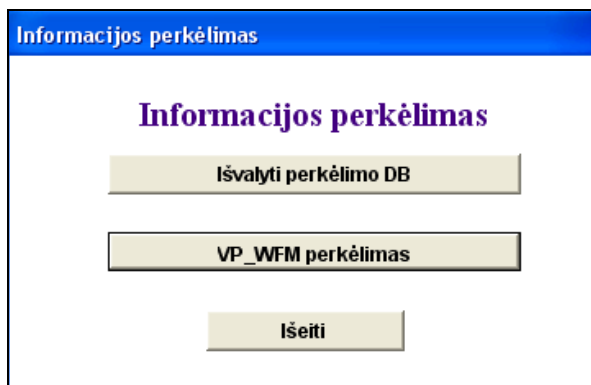 Informacijos perkėlimas
Informacijos perkėlimas
Išvalyti perkėlimo DB
VP_WFM perkėlimas
Išeiti